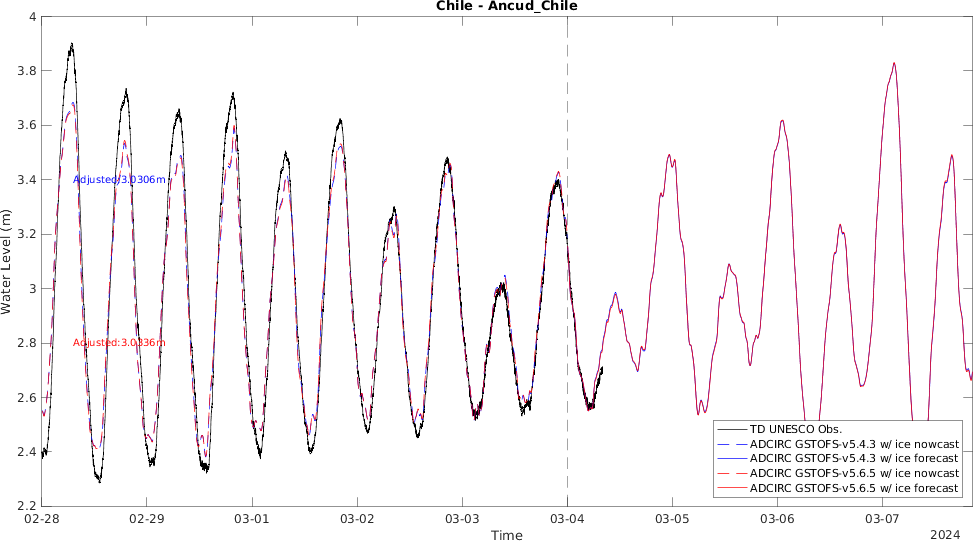 Chile - Ancud_Chile
4
3.8
3.6
3.4
3.2
3
2.8
2.6
2.4
2.2
Water Level (m)
Adjusted:3.0306m
Adjusted:3.0336m
TD UNESCO Obs.
ADCIRC GSTOFS-v5.4.3 w/ ice nowcast
ADCIRC GSTOFS-v5.4.3 w/ ice forecast
ADCIRC GSTOFS-v5.6.5 w/ ice nowcast
ADCIRC GSTOFS-v5.6.5 w/ ice forecast
02-28 02-29 03-01 03-02 03-03 03-04 03-05 03-06 03-07
Time
2024